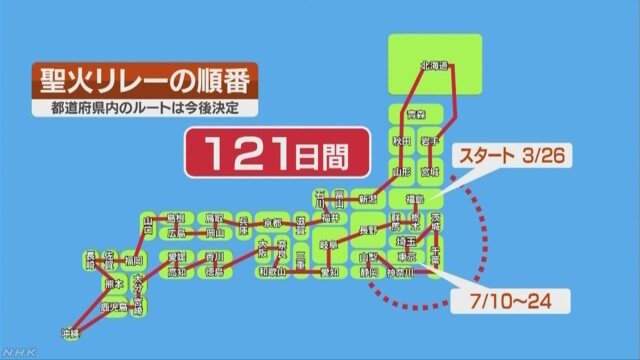 聖火リレーの順番
都道府県内のルートは今後決定
121日間
北海道
青森
秋田
岩手
スタート 3/26
山形
宮城
石川
富山
新潟
福島
山口
島根
鳥取
兵庫
京都
滋賀
福井
長野
群馬
栃木
茨城
広島
岡山
大阪
奈良
岐阜
埼玉
長崎
佐賀
福岡
愛媛
香川
三重
山梨
東京
千葉
高知
徳島
和歌山
愛知
静岡
神奈川
熊本
大分
7/10〜24
鹿児島
宮崎
沖縄
NHK